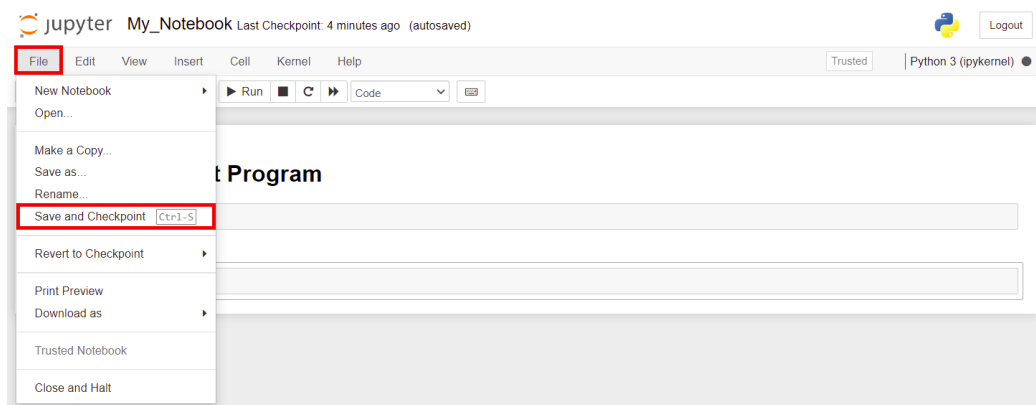 jupyter My_Notebook Last Checkpoint: 4 minutes ago (autosaved) Logout
File Edit View Insert Cell Kernel Help Trusted Python 3 (ipykernel)
New Notebook Run Code
Open...
Make a Copy...
Save as...
t Program
Rename...
Save and Checkpoint Ctrl-S
Revert to Checkpoint
Print Preview
Download as
Trusted Notebook
Close and Halt